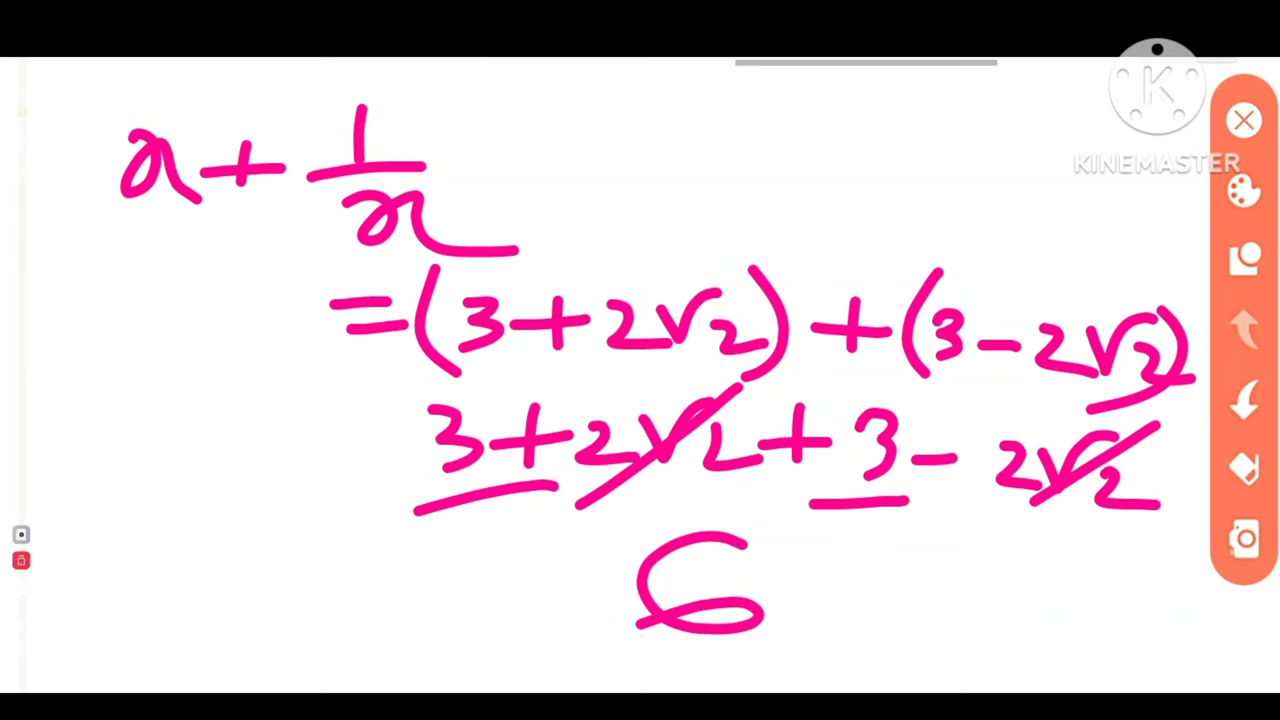 KINEMASTER
x + 1/x
= (3 + 2√2) + (3 - 2√2)
3 + 2√2 + 3 - 2√2
6